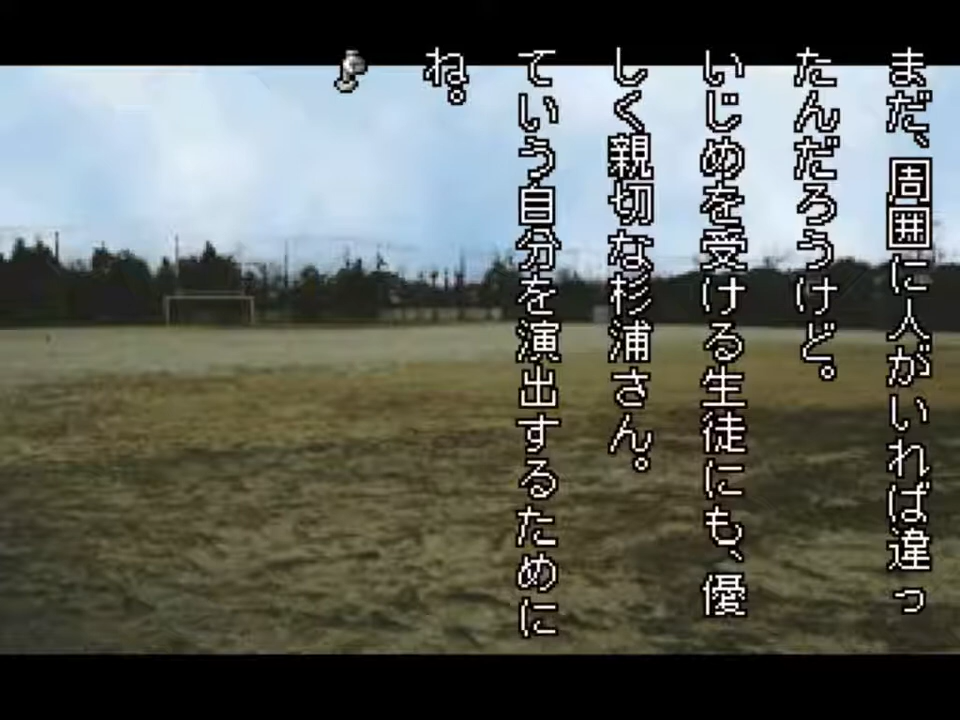 まだ、周囲に人がいれば違っ
たんだろうけど。
いじめを受ける生徒にも、優
しく親切な杉浦さん。
ていう自分を演出するために
ね。